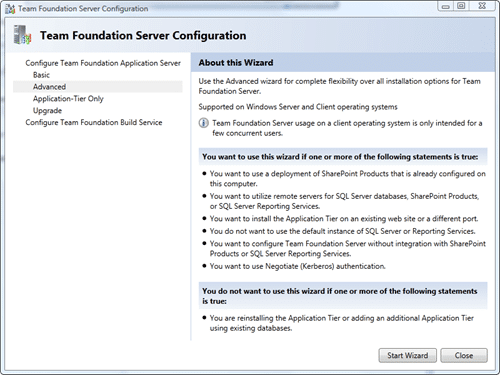 Team Foundation Server Configuration
Team Foundation Server Configuration
Configure Team Foundation Application Server
Basic
Advanced
Application-Tier Only
Upgrade
Configure Team Foundation Build Service
About this Wizard
Use the Advanced wizard for complete flexibility over all installation options for Team
Foundation Server.
Supported on Windows Server and Client operating systems
Team Foundation Server usage on a client operating system is only intended for a
few concurrent users.
You want to use this wizard if one or more of the following statements is true:
• You want to use a deployment of SharePoint Products that is already configured on
this computer.
• You want to utilize remote servers for SQL Server databases, SharePoint Products,
or SQL Server Reporting Services.
• You want to install the Application Tier on an existing web site or a different port.
• You do not want to use the default instance of SQL Server or Reporting Services.
• You want to configure Team Foundation Server without integration with SharePoint
Products or SQL Server Reporting Services.
• You want to use Negotiate (Kerberos) authentication.
You do not want to use this wizard if one or more of the following statements
is true:
• You are reinstalling the Application Tier or adding an additional Application Tier
using existing databases.
Start Wizard
Close